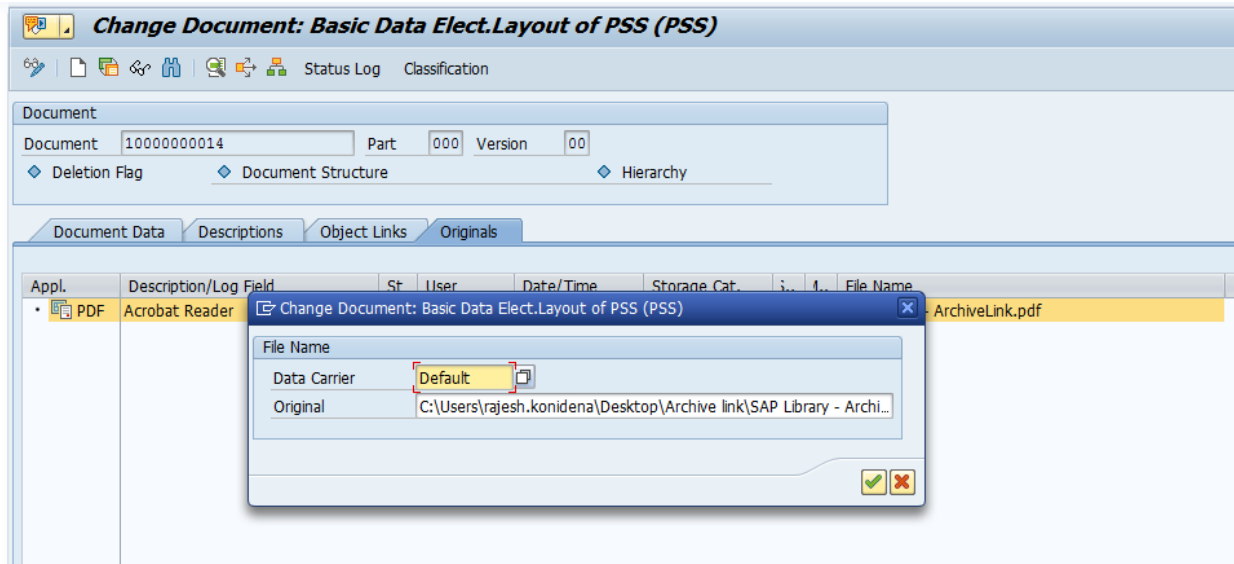 Change Document: Basic Data Elect.Layout of PSS (PSS)
Status Log Classification
Document
Document 10000000014 Part 000 Version 00
Deletion Flag Document Structure Hierarchy
Document Data Descriptions Object Links Originals
Appl. Description/Log Field St User Date/Time Storage Cat. File Name
PDF Acrobat Reader - ArchiveLink.pdf
Change Document: Basic Data Elect.Layout of PSS (PSS)
File Name
Data Carrier Default
Original C:\Users\rajesh.konidena\Desktop\Archive link\SAP Library - Archi...